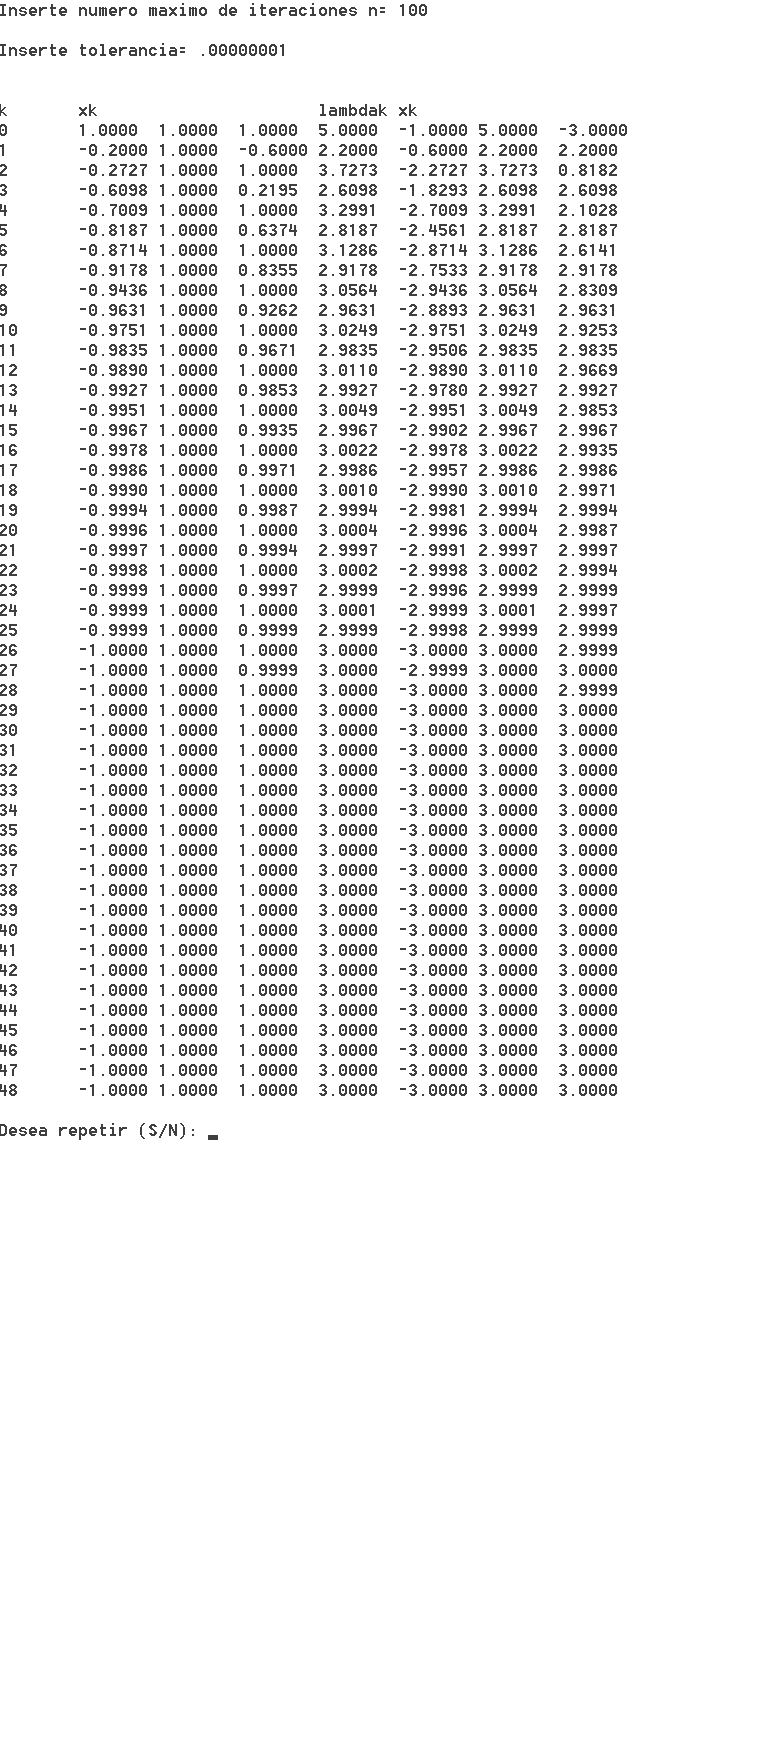 Inserte numero maximo de iteraciones n= 100
Inserte tolerancia= .00000001
k xk lambdak xk
0 1.0000 1.0000 1.0000 5.0000 -1.0000 5.0000 -3.0000
1 -0.2000 1.0000 -0.6000 2.2000 -0.6000 2.2000 2.2000
2 -0.2727 1.0000 1.0000 3.7273 -2.2727 3.7273 0.8182
3 -0.6098 1.0000 0.2195 2.6098 -1.8293 2.6098 2.6098
4 -0.7009 1.0000 1.0000 3.2991 -2.7009 3.2991 2.1028
5 -0.8187 1.0000 0.6374 2.8187 -2.4561 2.8187 2.8187
6 -0.8714 1.0000 1.0000 3.1286 -2.8714 3.1286 2.6141
7 -0.9178 1.0000 0.8355 2.9178 -2.7533 2.9178 2.9178
8 -0.9436 1.0000 1.0000 3.0564 -2.9436 3.0564 2.8309
9 -0.9631 1.0000 0.9262 2.9631 -2.8893 2.9631 2.9631
10 -0.9751 1.0000 1.0000 3.0249 -2.9751 3.0249 2.9253
11 -0.9835 1.0000 0.9671 2.9835 -2.9506 2.9835 2.9835
12 -0.9890 1.0000 1.0000 3.0110 -2.9890 3.0110 2.9669
13 -0.9927 1.0000 0.9853 2.9927 -2.9780 2.9927 2.9927
14 -0.9951 1.0000 1.0000 3.0049 -2.9951 3.0049 2.9853
15 -0.9967 1.0000 0.9935 2.9967 -2.9902 2.9967 2.9967
16 -0.9978 1.0000 1.0000 3.0022 -2.9978 3.0022 2.9935
17 -0.9986 1.0000 0.9971 2.9986 -2.9957 2.9986 2.9986
18 -0.9990 1.0000 1.0000 3.0010 -2.9990 3.0010 2.9971
19 -0.9994 1.0000 0.9987 2.9994 -2.9981 2.9994 2.9994
20 -0.9996 1.0000 1.0000 3.0004 -2.9996 3.0004 2.9987
21 -0.9997 1.0000 0.9994 2.9997 -2.9991 2.9997 2.9997
22 -0.9998 1.0000 1.0000 3.0002 -2.9998 3.0002 2.9994
23 -0.9999 1.0000 0.9997 2.9999 -2.9996 2.9999 2.9999
24 -0.9999 1.0000 1.0000 3.0001 -2.9999 3.0001 2.9997
25 -0.9999 1.0000 0.9999 2.9999 -2.9998 2.9999 2.9999
26 -1.0000 1.0000 1.0000 3.0000 -3.0000 3.0000 2.9999
27 -1.0000 1.0000 0.9999 3.0000 -2.9999 3.0000 3.0000
28 -1.0000 1.0000 1.0000 3.0000 -3.0000 3.0000 2.9999
29 -1.0000 1.0000 1.0000 3.0000 -3.0000 3.0000 3.0000
30 -1.0000 1.0000 1.0000 3.0000 -3.0000 3.0000 3.0000
31 -1.0000 1.0000 1.0000 3.0000 -3.0000 3.0000 3.0000
32 -1.0000 1.0000 1.0000 3.0000 -3.0000 3.0000 3.0000
33 -1.0000 1.0000 1.0000 3.0000 -3.0000 3.0000 3.0000
34 -1.0000 1.0000 1.0000 3.0000 -3.0000 3.0000 3.0000
35 -1.0000 1.0000 1.0000 3.0000 -3.0000 3.0000 3.0000
36 -1.0000 1.0000 1.0000 3.0000 -3.0000 3.0000 3.0000
37 -1.0000 1.0000 1.0000 3.0000 -3.0000 3.0000 3.0000
38 -1.0000 1.0000 1.0000 3.0000 -3.0000 3.0000 3.0000
39 -1.0000 1.0000 1.0000 3.0000 -3.0000 3.0000 3.0000
40 -1.0000 1.0000 1.0000 3.0000 -3.0000 3.0000 3.0000
41 -1.0000 1.0000 1.0000 3.0000 -3.0000 3.0000 3.0000
42 -1.0000 1.0000 1.0000 3.0000 -3.0000 3.0000 3.0000
43 -1.0000 1.0000 1.0000 3.0000 -3.0000 3.0000 3.0000
44 -1.0000 1.0000 1.0000 3.0000 -3.0000 3.0000 3.0000
45 -1.0000 1.0000 1.0000 3.0000 -3.0000 3.0000 3.0000
46 -1.0000 1.0000 1.0000 3.0000 -3.0000 3.0000 3.0000
47 -1.0000 1.0000 1.0000 3.0000 -3.0000 3.0000 3.0000
48 -1.0000 1.0000 1.0000 3.0000 -3.0000 3.0000 3.0000
Desea repetir (S/N):